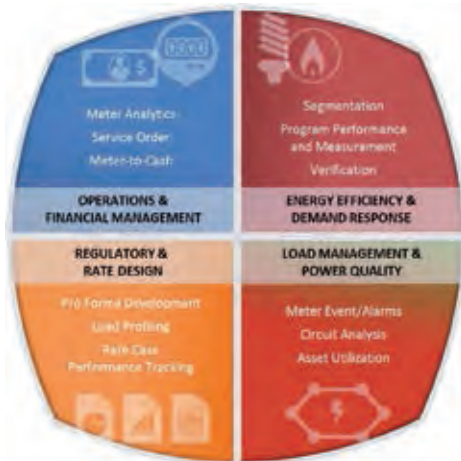 Meter Analytics
Service Order
Meter-to-Cash
OPERATIONS &
FINANCIAL MANAGEMENT
Segmentation
Program Performance
and Measurement
Verification
ENERGY EFFICIENCY &
DEMAND RESPONSE
REGULATORY &
RATE DESIGN
Pro Forma Development
Load Profiling
Rate Case
Performance Tracking
LOAD MANAGEMENT &
POWER QUALITY
Meter Event/Alarms
Circuit Analysis
Asset Utilization